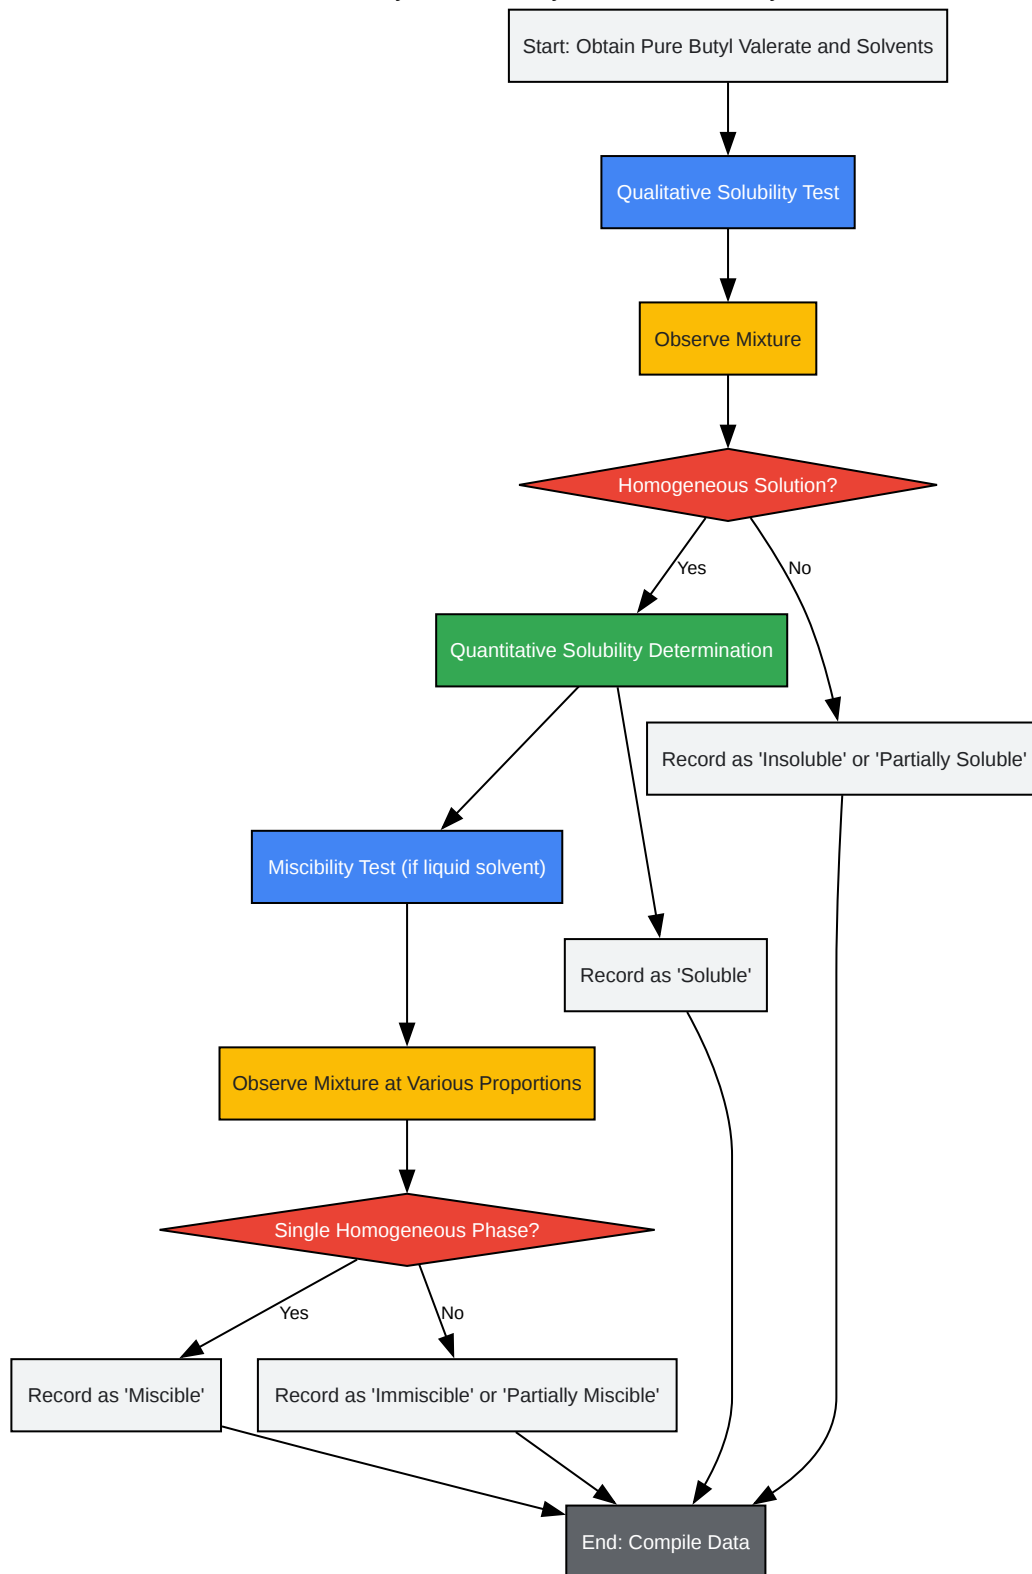 Start: Obtain Pure Butyl Valerate and Solvents
Qualitative Solubility Test
Observe Mixture
Homogeneous Solution?
Yes
No
Quantitative Solubility Determination
Record as 'Insoluble' or 'Partially Soluble'
Miscibility Test (if liquid solvent)
Record as 'Soluble'
Observe Mixture at Various Proportions
Single Homogeneous Phase?
Yes
No
Record as 'Miscible'
Record as 'Immiscible' or 'Partially Miscible'
End: Compile Data